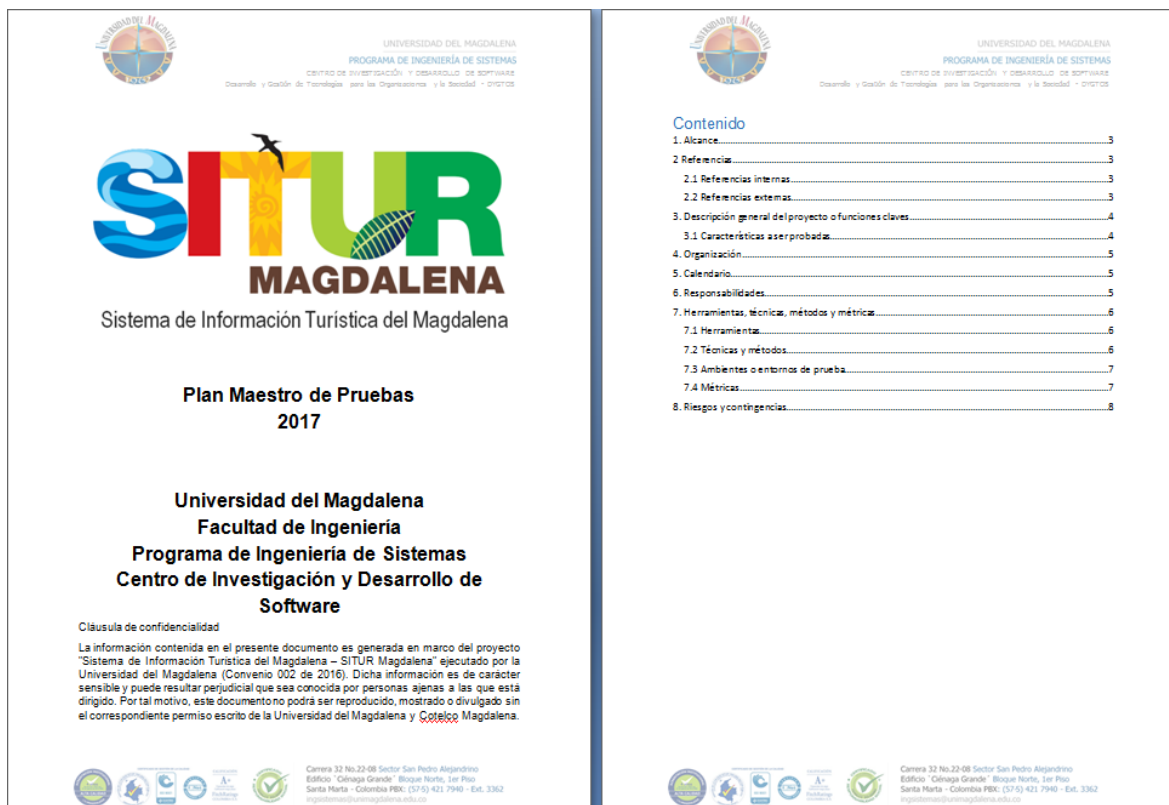 UNIVERSIDAD DEL MAGDALENA
UNIVERSIDAD DEL MAGDALENA
PROGRAMA DE INGENIERÍA DE SISTEMAS
CENTRO DE INVESTIGACIÓN Y DESARROLLO DE SOFTWARE
Desarrollo y Gestión de Tecnologías para las Organizaciones y la Sociedad - DYGTOS
SITUR
MAGDALENA
Sistema de Información Turística del Magdalena
Plan Maestro de Pruebas
2017
Universidad del Magdalena
Facultad de Ingeniería
Programa de Ingeniería de Sistemas
Centro de Investigación y Desarrollo de
Software
Cláusula de confidencialidad
La información contenida en el presente documento es generada en marco del proyecto
"Sistema de Información Turística del Magdalena – SITUR Magdalena" ejecutado por la
Universidad del Magdalena (Convenio 002 de 2016). Dicha información es de carácter
sensible y puede resultar perjudicial que sea conocida por personas ajenas a las que está
dirigido. Por tal motivo, este documento no podrá ser reproducido, mostrado o divulgado sin
el correspondiente permiso escrito de la Universidad del Magdalena y Cotelco Magdalena.
Carrera 32 No.22-08 Sector San Pedro Alejandrino
Edificio ´Ciénaga Grande´ Bloque Norte, 1er Piso
Santa Marta - Colombia PBX: (57-5) 421 7940 - Ext. 3362
ingsistemas@unimagdalena.edu.co
UNIVERSIDAD DEL MAGDALENA
UNIVERSIDAD DEL MAGDALENA
PROGRAMA DE INGENIERÍA DE SISTEMAS
CENTRO DE INVESTIGACIÓN Y DESARROLLO DE SOFTWARE
Desarrollo y Gestión de Tecnologías para las Organizaciones y la Sociedad - DYGTOS
Contenido
1. Alcance 3
2 Referencias 3
2.1 Referencias internas 3
2.2 Referencias externas 3
3. Descripción general del proyecto o funciones claves 4
3.1 Características a ser probadas 4
4. Organización 5
5. Calendario 5
6. Responsabilidades 5
7. Herramientas, técnicas, métodos y métricas 6
7.1 Herramientas 6
7.2 Técnicas y métodos 6
7.3 Ambientes o entornos de prueba 7
7.4 Métricas 7
8. Riesgos y contingencias 8
Carrera 32 No.22-08 Sector San Pedro Alejandrino
Edificio ´Ciénaga Grande´ Bloque Norte, 1er Piso
Santa Marta - Colombia PBX: (57-5) 421 7940 - Ext. 3362
ingsistemas@unimagdalena.edu.co